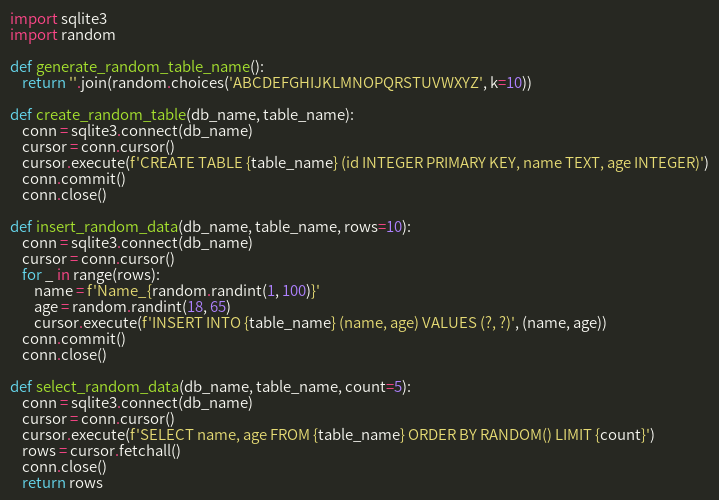 import sqlite3
import random

def generate_random_table_name():
    return ''.join(random.choices('ABCDEFGHIJKLMNOPQRSTUVWXYZ', k=10))

def create_random_table(db_name, table_name):
    conn = sqlite3.connect(db_name)
    cursor = conn.cursor()
    cursor.execute(f'CREATE TABLE {table_name} (id INTEGER PRIMARY KEY, name TEXT, age INTEGER)')
    conn.commit()
    conn.close()

def insert_random_data(db_name, table_name, rows=10):
    conn = sqlite3.connect(db_name)
    cursor = conn.cursor()
    for _ in range(rows):
        name = f'Name_{random.randint(1, 100)}'
        age = random.randint(18, 65)
        cursor.execute(f'INSERT INTO {table_name} (name, age) VALUES (?, ?)', (name, age))
    conn.commit()
    conn.close()

def select_random_data(db_name, table_name, count=5):
    conn = sqlite3.connect(db_name)
    cursor = conn.cursor()
    cursor.execute(f'SELECT name, age FROM {table_name} ORDER BY RANDOM() LIMIT {count}')
    rows = cursor.fetchall()
    conn.close()
    return rows